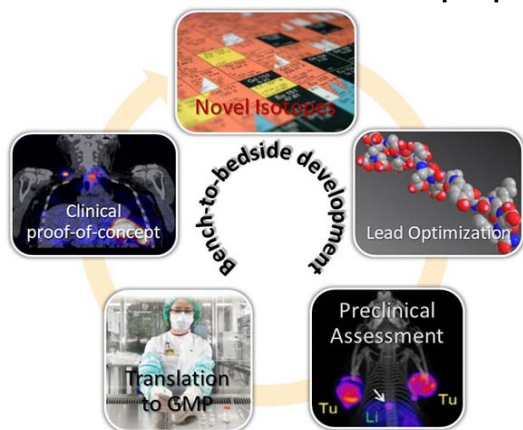 Novel Isotopes
Bench-to-bedside development
Clinical
proof-of-concept
Lead Optimization
Preclinical
Assessment
Tu
Li
Tu
Translation
to GMP